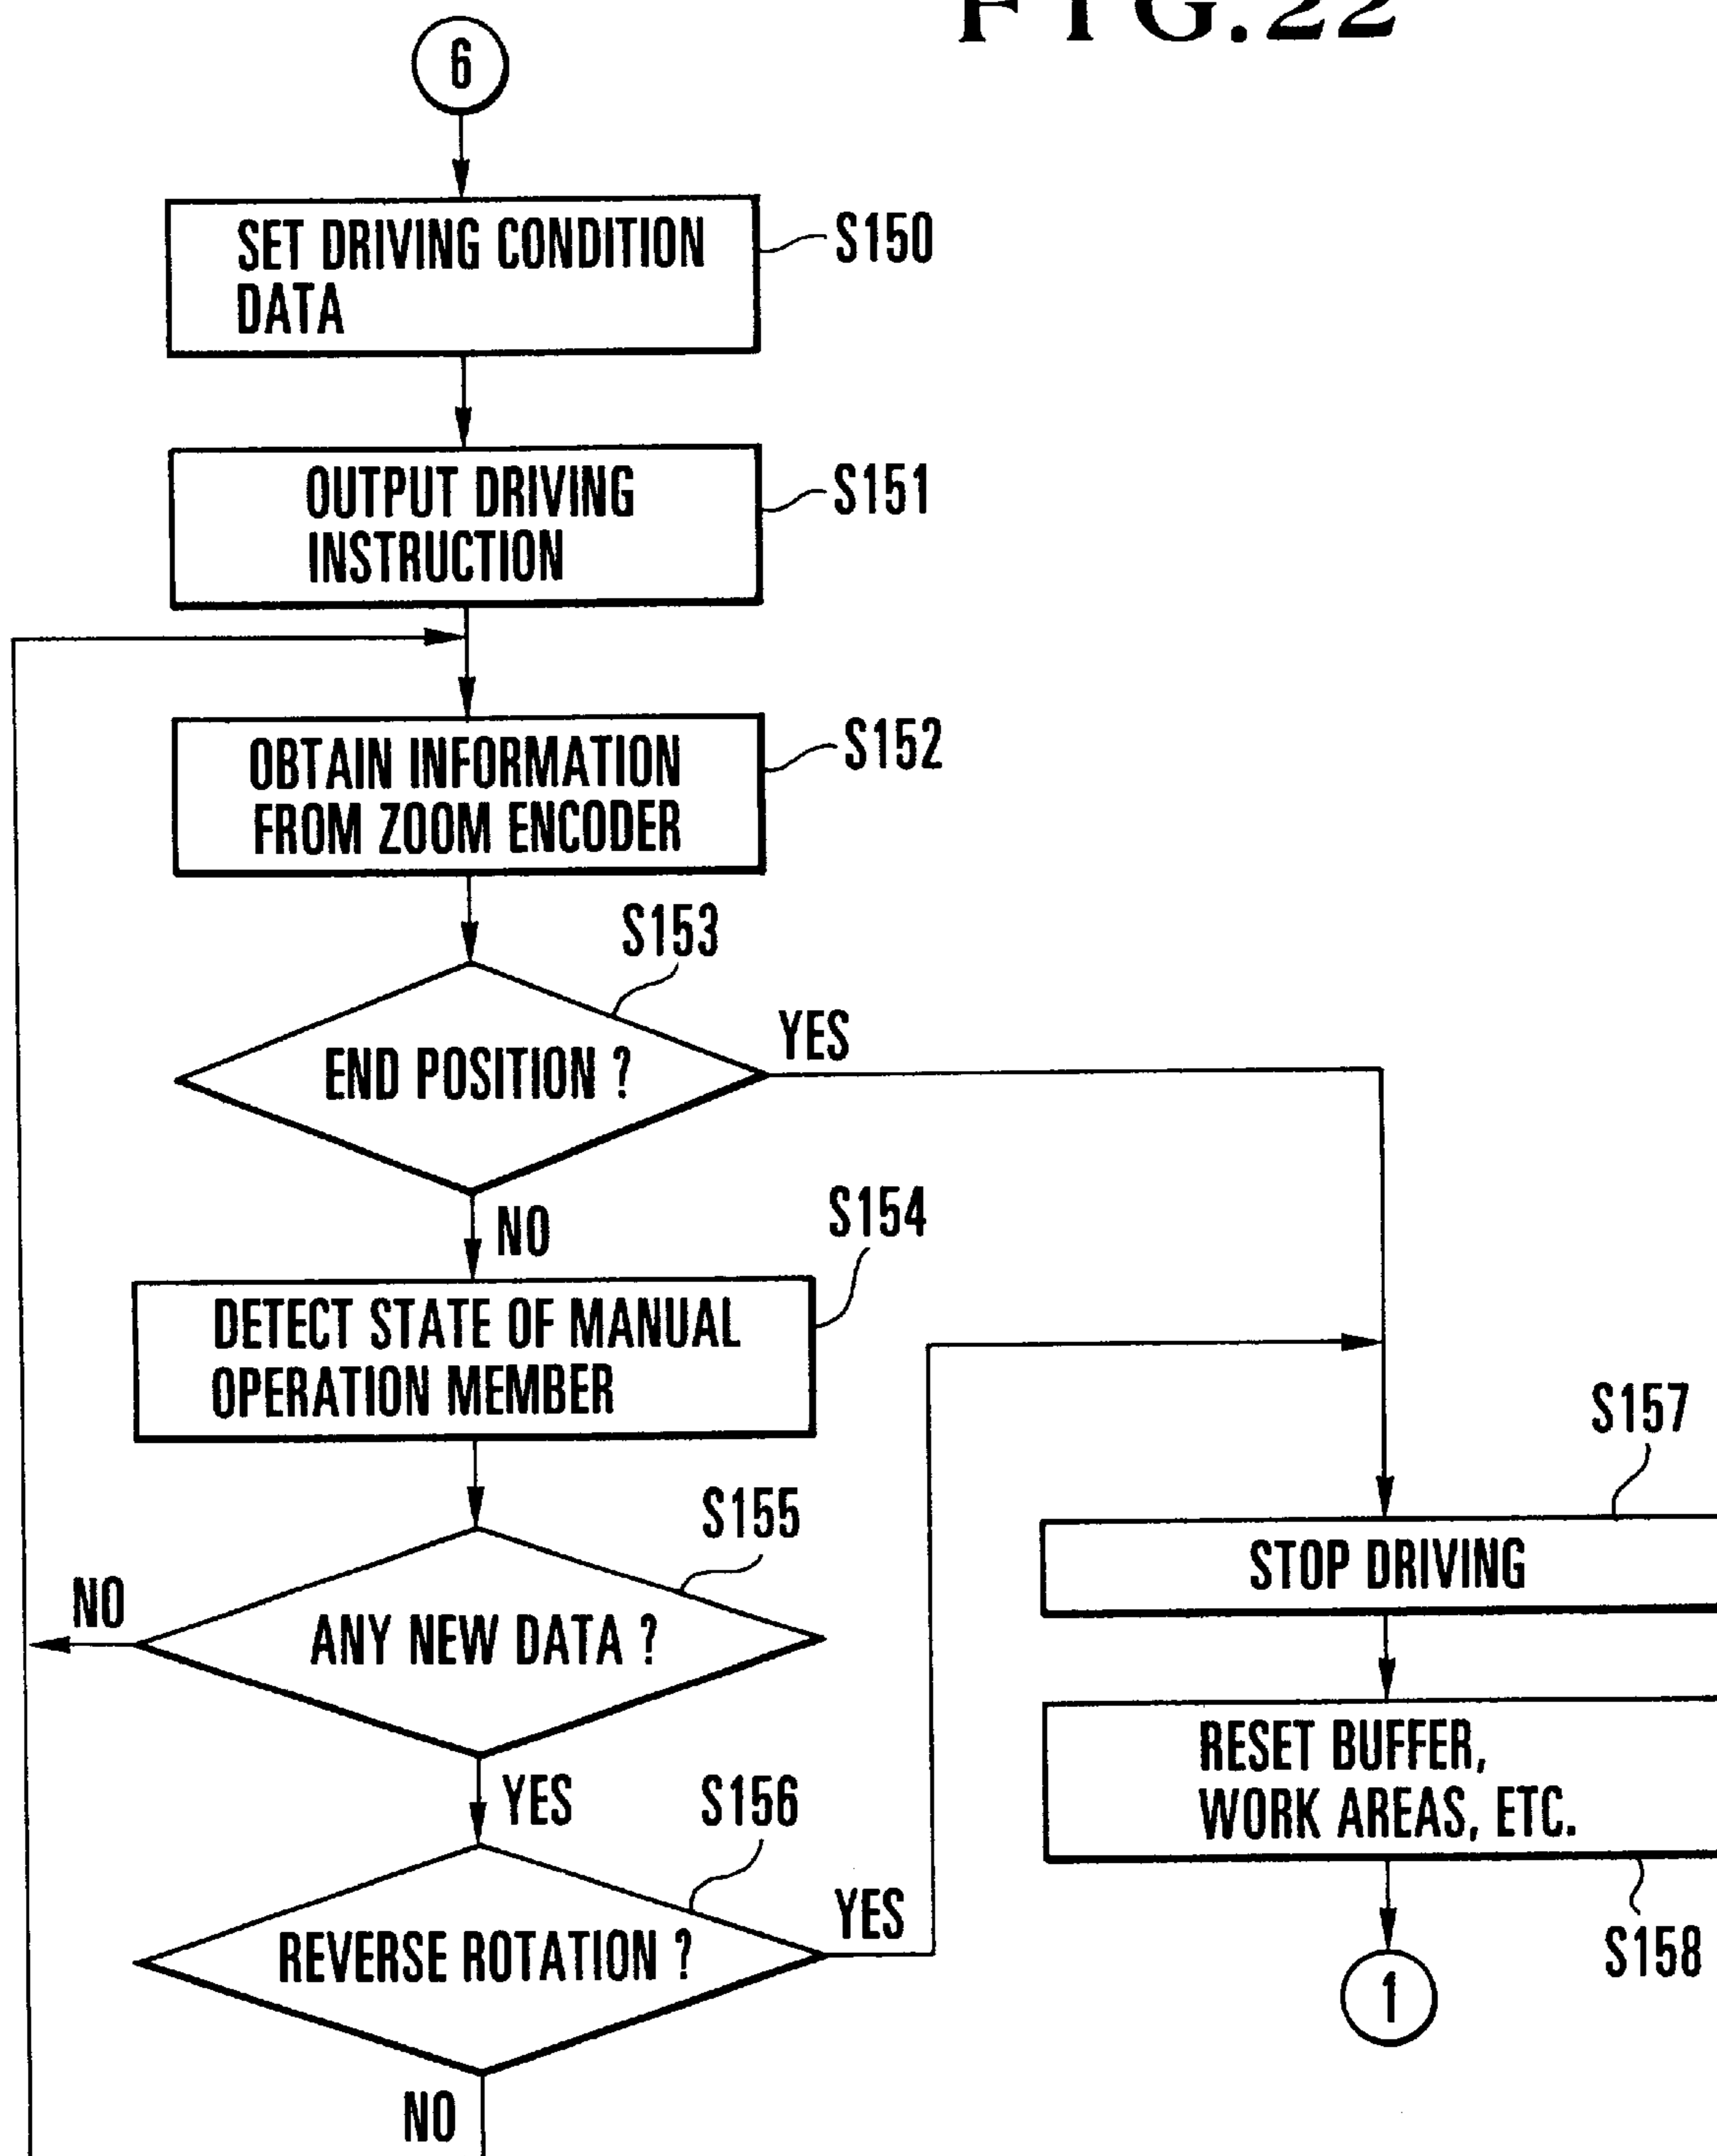 FIG.22
6
SET DRIVING CONDITION
DATA
S150
OUTPUT DRIVING
INSTRUCTION
S151
OBTAIN INFORMATION
FROM ZOOM ENCODER
S152
S153
END POSITION ?
YES
NO
S154
DETECT STATE OF MANUAL
OPERATION MEMBER
S155
ANY NEW DATA ?
NO
YES
S156
REVERSE ROTATION ?
YES
NO
S157
STOP DRIVING
RESET BUFFER,
WORK AREAS, ETC.
S158
1